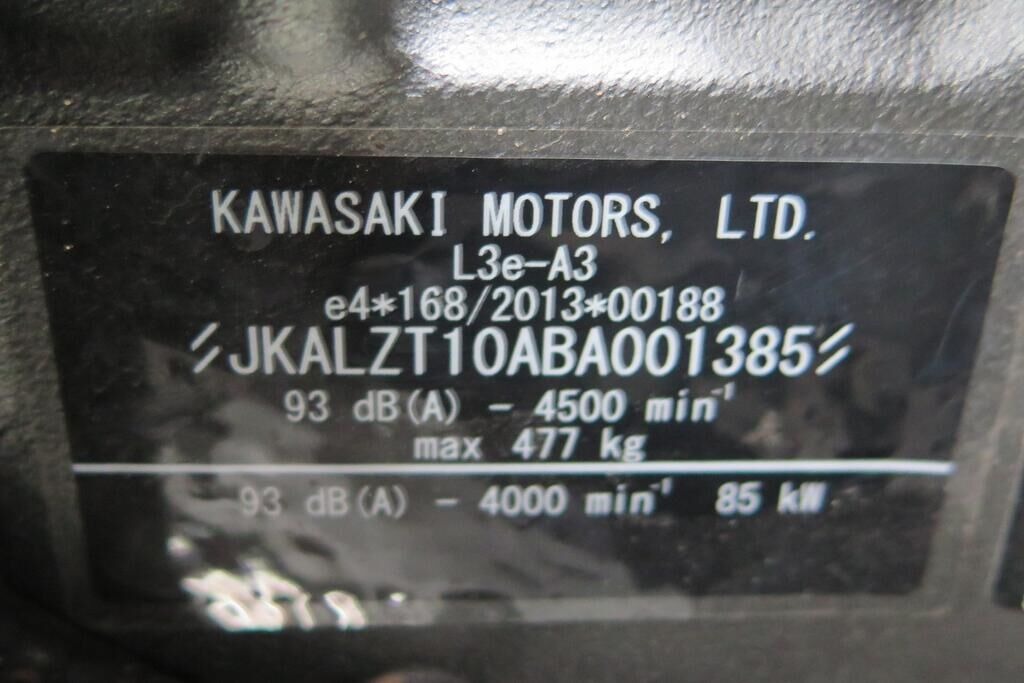 KAWASAKI MOTORS, LTD.
L3e-A3
e4*168/2013*00188
JKALZT10ABA001385
93 dB(A) - 4500 min⁻¹
max 477 kg
93 dB(A) - 4000 min⁻¹ 85 kW